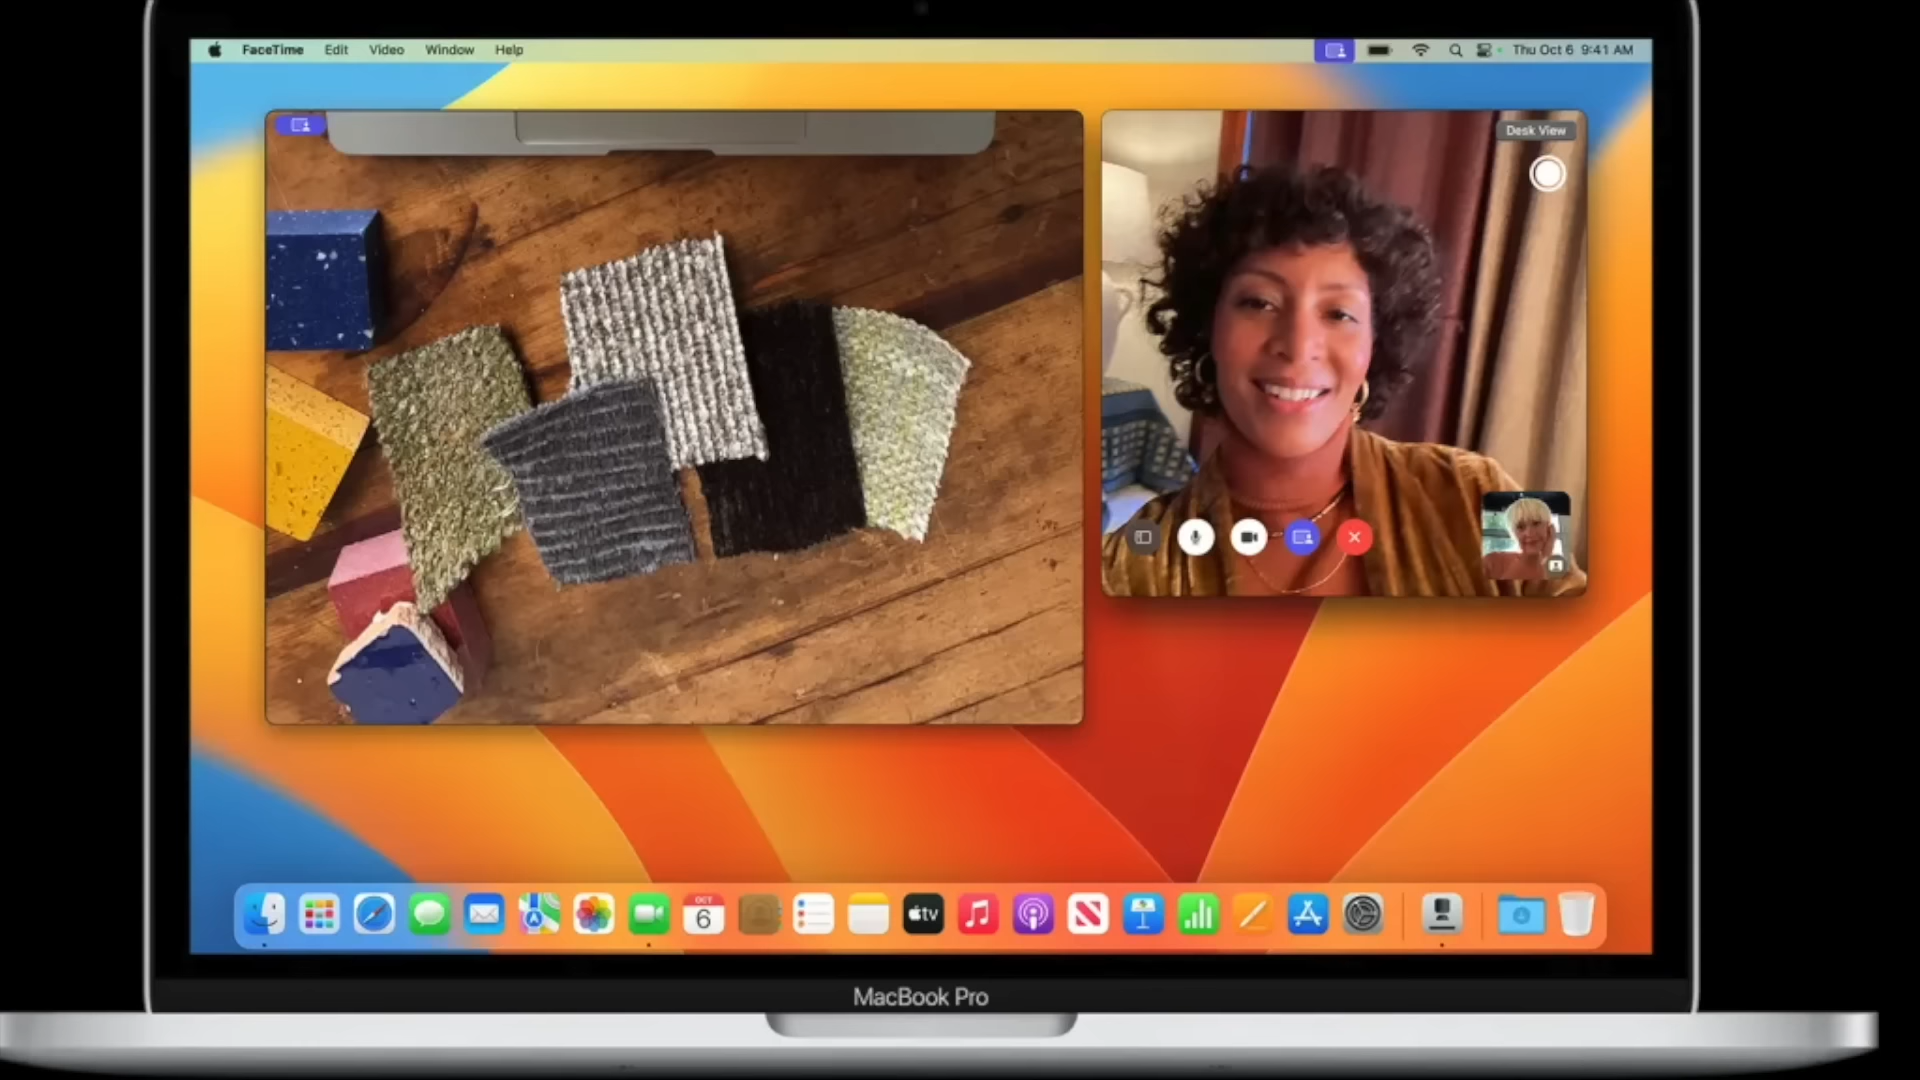 FaceTime Edit Video Window Help
Thu Oct 6 9:41 AM
Desk View
OCT
6
tv
MacBook Pro